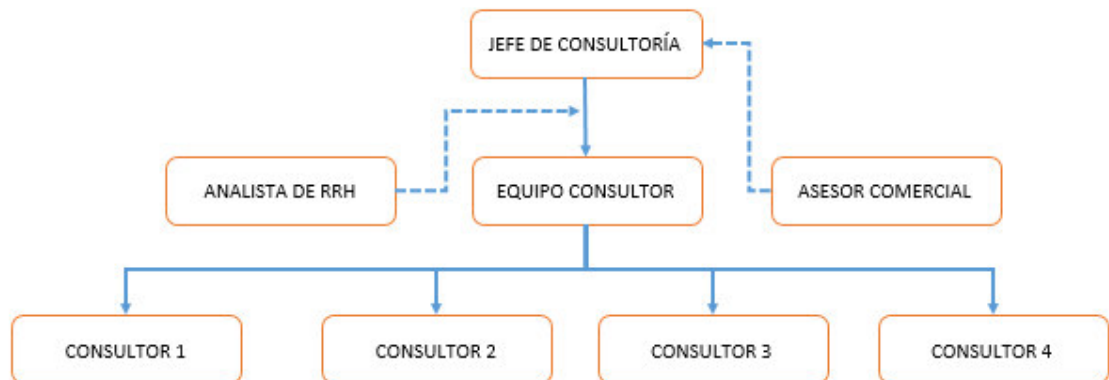 JEFE DE CONSULTORÍA
ANALISTA DE RRH
EQUIPO CONSULTOR
ASESOR COMERCIAL
CONSULTOR 1
CONSULTOR 2
CONSULTOR 3
CONSULTOR 4